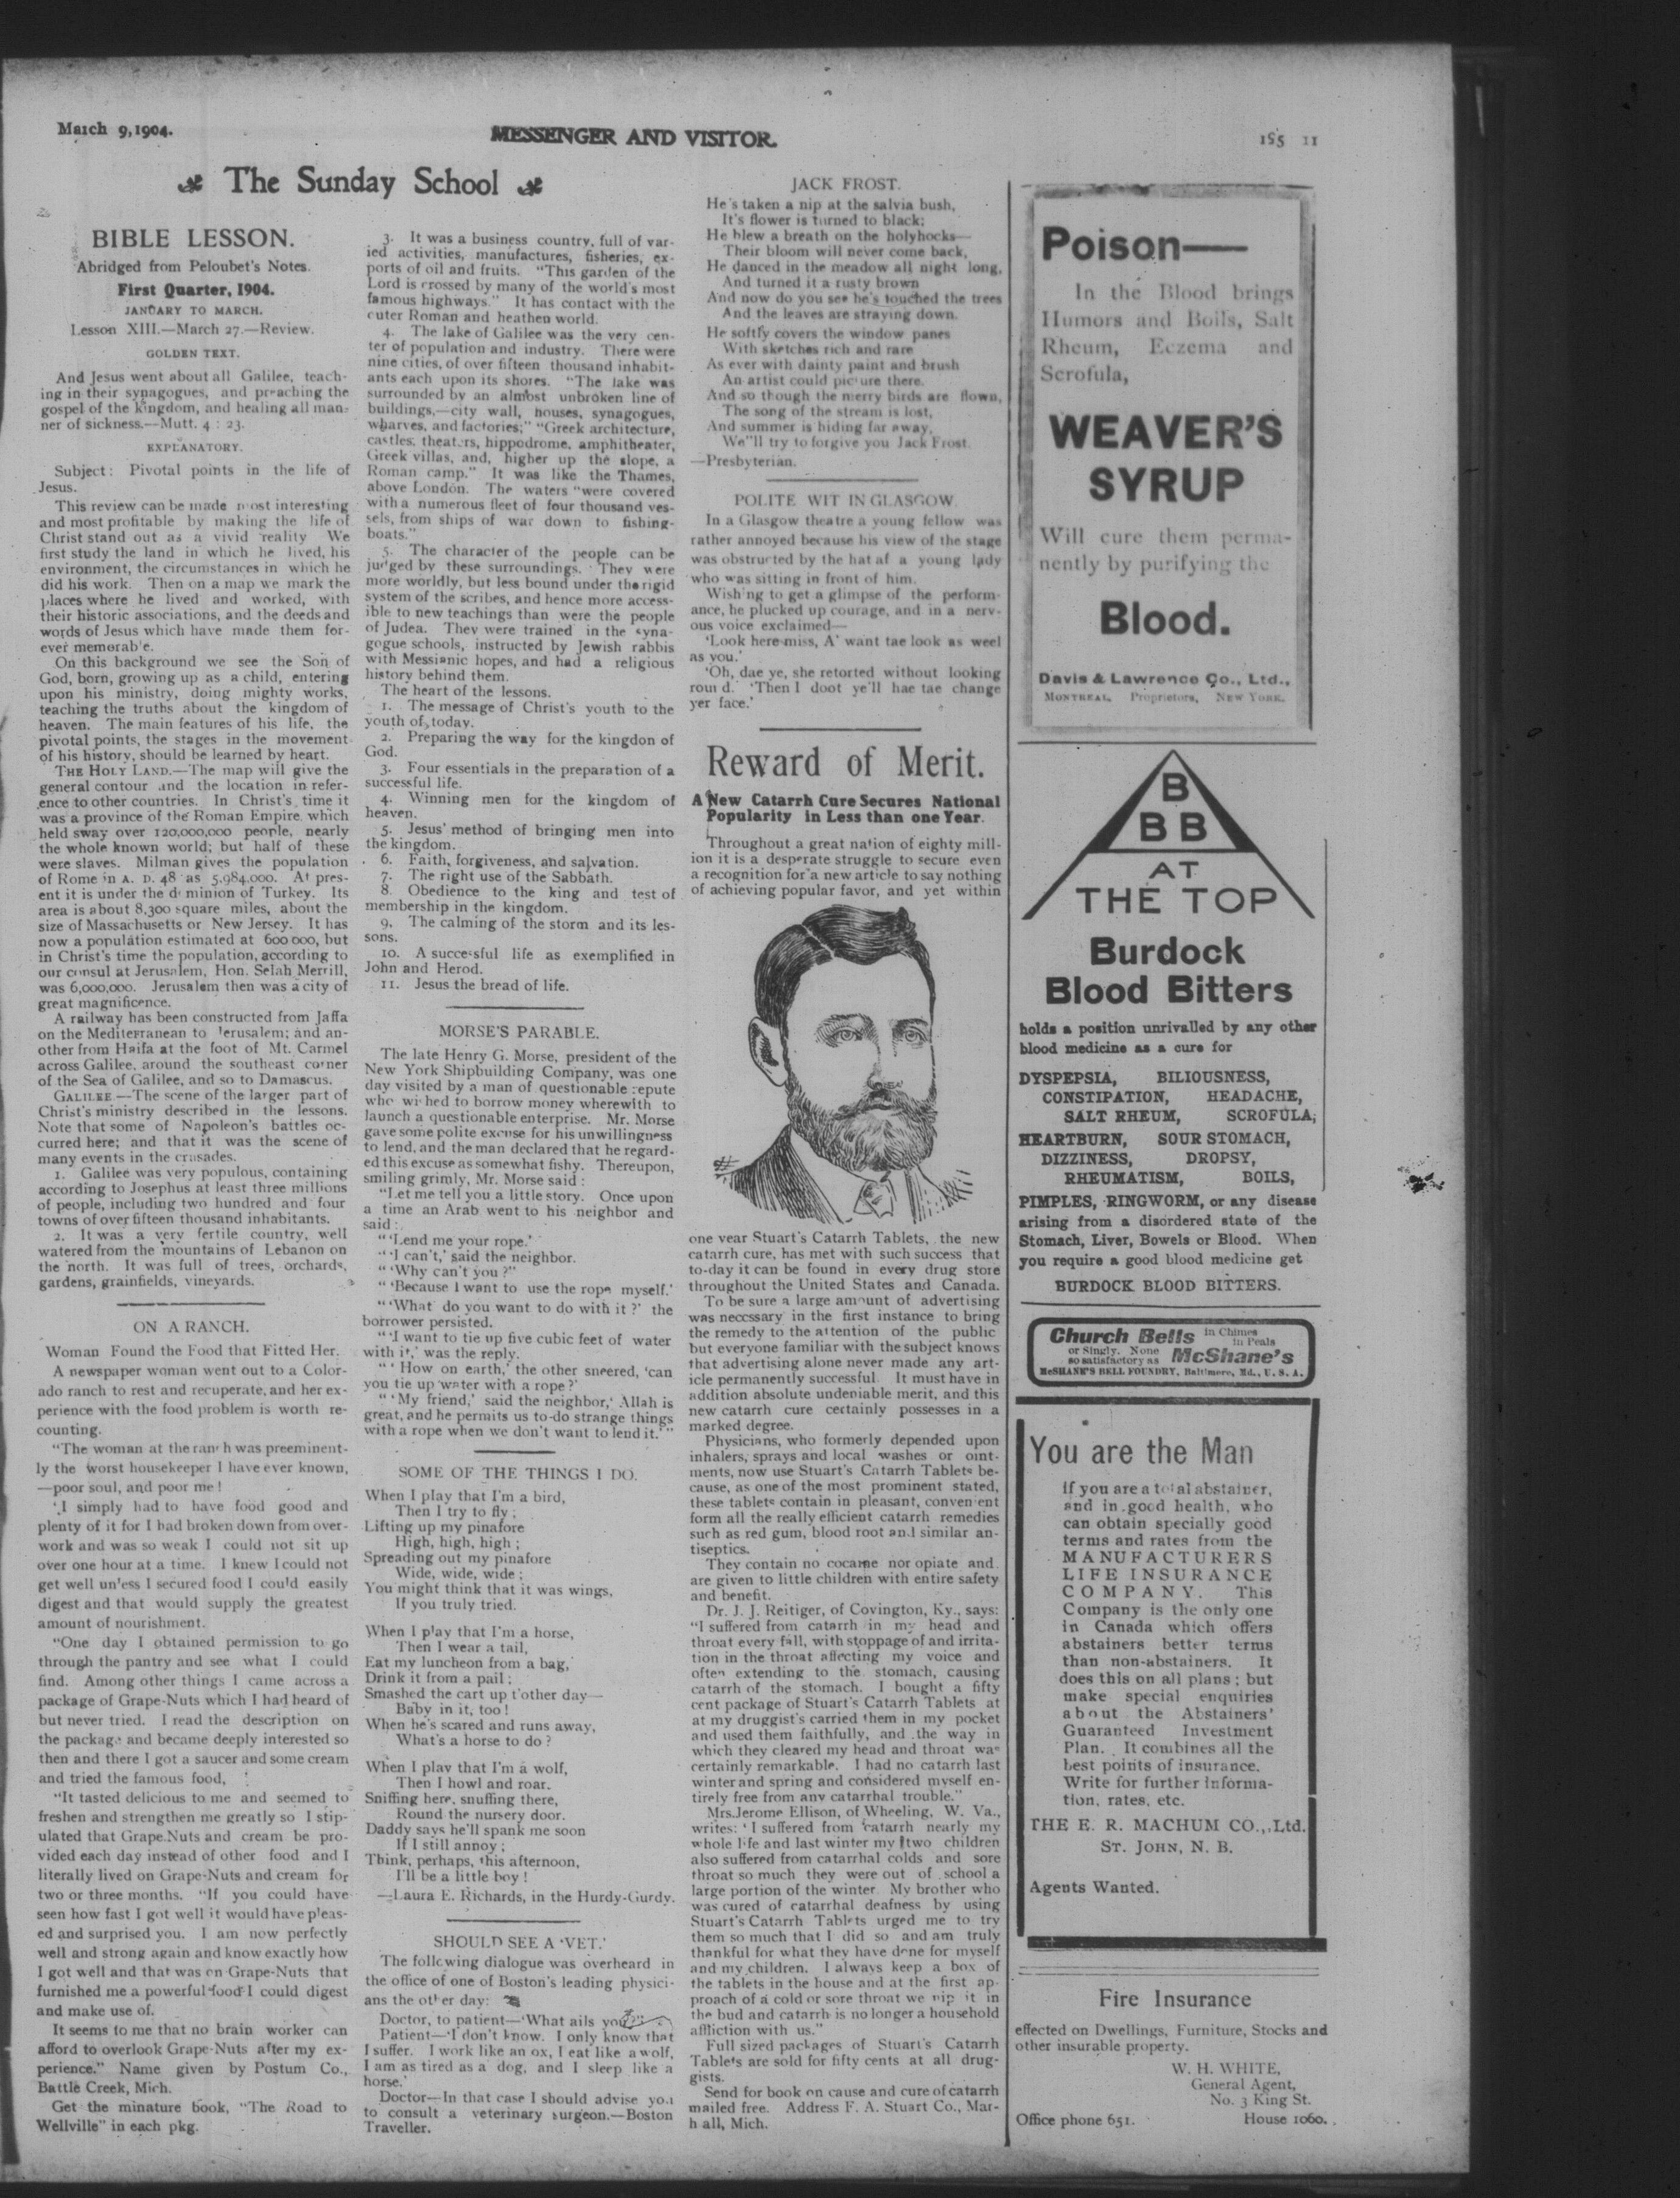 March 9, 1904.
MESSENGER AND VISITOR.
155 11
The Sunday School
BIBLE LESSON.
Abridged from Peloubet's Notes.
First Quarter, 1904.
JANUARY TO MARCH.
Lesson XIII.—March 27.—Review.
GOLDEN TEXT.
And Jesus went about all Galilee, teach-
ing in their synagogues, and preaching the
gospel of the kingdom, and healing all man-
ner of sickness.—Mutt. 4 : 23.
EXPLANATORY.
Subject: Pivotal points in the life of
Jesus.
This review can be made most interesting
and most profitable by making the life of
Christ stand out as a vivid reality We
first study the land in which he lived, his
environment, the circumstances in which he
did his work. Then on a map we mark the
places where he lived and worked, with
their historic associations, and the deeds and
words of Jesus which have made them for-
ever memorab'e.
On this background we see the Son of
God, born, growing up as a child, entering
upon his ministry, doing mighty works,
teaching the truths about the kingdom of
heaven. The main features of his life, the
pivotal points, the stages in the movement
of his history, should be learned by heart.
THE HOLY LAND.—The map will give the
general contour and the location in refer-
ence to other countries. In Christ's time it
was a province of the Roman Empire, which
held sway over 120,000,000 people, nearly
the whole known world; but half of these
were slaves. Milman gives the population
of Rome in A. D. 48 as 5,984,000. At pres-
ent it is under the dominion of Turkey. Its
area is about 8,300 square miles, about the
size of Massachusetts or New Jersey. It has
now a population estimated at 600 000, but
in Christ's time the population, according to
our consul at Jerusalem, Hon. Selah Merrill,
was 6,000,000. Jerusalem then was a city of
great magnificence.
A railway has been constructed from Jaffa
on the Mediterranean to Jerusalem; and an-
other from Haifa at the foot of Mt. Carmel
across Galilee, around the southeast corner
of the Sea of Galilee, and so to Damascus.
GALILEE—The scene of the larger part of
Christ's ministry described in the lessons.
Note that some of Napoleon's battles oc-
curred here; and that it was the scene of
many events in the crusades.
1. Galilee was very populous, containing
according to Josephus at least three millions
of people, including two hundred and four
towns of over fifteen thousand inhabitants.
2. It was a very fertile country, well
watered from the mountains of Lebanon on
the north. It was full of trees, orchards,
gardens, grainfields, vineyards.
ON A RANCH.
Woman Found the Food that Fitted Her.
A newspaper woman went out to a Color-
ado ranch to rest and recuperate, and her ex-
perience with the food problem is worth re-
counting.
"The woman at the ranch was preeminent-
ly the worst housekeeper I have ever known,
—poor soul, and poor me!
'I simply had to have food good and
plenty of it for I had broken down from over-
work and was so weak I could not sit up
over one hour at a time. I knew I could not
get well un'ess I secured food I could easily
digest and that would supply the greatest
amount of nourishment.
"One day I obtained permission to go
through the pantry and see what I could
find. Among other things I came across a
package of Grape-Nuts which I had heard of
but never tried. I read the description on
the package and became deeply interested so
then and there I got a saucer and some cream
and tried the famous food,
"It tasted delicious to me and seemed to
freshen and strengthen me greatly so I stip-
ulated that Grape.Nuts and cream be pro-
vided each day instead of other food and I
literally lived on Grape-Nuts and cream for
two or three months. "If you could have
seen how fast I got well it would have pleas-
ed and surprised you. I am now perfectly
well and strong again and know exactly how
I got well and that was on Grape-Nuts that
furnished me a powerful food I could digest
and make use of.
It seems to me that no brain worker can
afford to overlook Grape-Nuts after my ex-
perience." Name given by Postum Co.,
Battle Creek, Mich.
Get the minature book, "The Road to
Wellville" in each pkg.
3. It was a business country, full of var-
ied activities, manufactures, fisheries, ex-
ports of oil and fruits. "This garden of the
Lord is crossed by many of the world's most
famous highways." It has contact with the
outer Roman and heathen world.
4. The lake of Galilee was the very cen-
ter of population and industry. There were
nine cities, of over fifteen thousand inhabit-
ants each upon its shores. "The lake was
surrounded by an almost unbroken line of
buildings,—city wall, houses, synagogues,
wharves, and factories;" "Greek architecture,
castles, theaters, hippodrome, amphitheater,
Greek villas, and, higher up the slope, a
Roman camp." It was like the Thames,
above London. The waters "were covered
with a numerous fleet of four thousand ves-
sels, from ships of war down to fishing-
boats."
5. The character of the people can be
judged by these surroundings. They were
more worldly, but less bound under the rigid
system of the scribes, and hence more access-
ible to new teachings than were the people
of Judea. They were trained in the syna-
gogue schools, instructed by Jewish rabbis
with Messianic hopes, and had a religious
history behind them.
The heart of the lessons.
1. The message of Christ's youth to the
youth of today.
2. Preparing the way for the kingdon of
God.
3. Four essentials in the preparation of a
successful life.
4. Winning men for the kingdom of
heaven.
5. Jesus' method of bringing men into
the kingdom.
6. Faith, forgiveness, and salvation.
7. The right use of the Sabbath.
8. Obedience to the king and test of
membership in the kingdom.
9. The calming of the storm and its les-
sons.
10. A successful life as exemplified in
John and Herod.
11. Jesus the bread of life.
MORSE'S PARABLE.
The late Henry G. Morse, president of the
New York Shipbuilding Company, was one
day visited by a man of questionable repute
who wished to borrow money wherewith to
launch a questionable enterprise. Mr. Morse
gave some polite excuse for his unwillingness
to lend, and the man declared that he regard-
ed this excuse as somewhat fishy. Thereupon,
smiling grimly, Mr. Morse said :
"Let me tell you a little story. Once upon
a time an Arab went to his neighbor and
said :
"'Lend me your rope.'
"'I can't,' said the neighbor.
"'Why can't you?"
"'Because I want to use the rope myself.'
"'What do you want to do with it?' the
borrower persisted.
"'I want to tie up five cubic feet of water
with it,' was the reply.
"'How on earth,' the other sneered, 'can
you tie up water with a rope?'
"'My friend,' said the neighbor,' Allah is
great, and he permits us to-do strange things
with a rope when we don't want to lend it.'"
SOME OF THE THINGS I DO.
When I play that I'm a bird,
Then I try to fly ;
Lifting up my pinafore
High, high, high ;
Spreading out my pinafore
Wide, wide, wide ;
You might think that it was wings,
If you truly tried.
When I play that I'm a horse,
Then I wear a tail,
Eat my luncheon from a bag,
Drink it from a pail ;
Smashed the cart up t'other day—
Baby in it, too!
When he's scared and runs away,
What's a horse to do?
When I play that I'm a wolf,
Then I howl and roar.
Sniffing here, snuffing there,
Round the nursery door.
Daddy says he'll spank me soon
If I still annoy ;
Think, perhaps, this afternoon,
I'll be a little boy!
—Laura E. Richards, in the Hurdy-Gurdy.
SHOULD SEE A 'VET.'
The following dialogue was overheard in
the office of one of Boston's leading physici-
ans the other day:
Doctor, to patient—'What ails you?"
Patient—'I don't know. I only know that
I suffer. I work like an ox, I eat like a wolf,
I am as tired as a dog, and I sleep like a
horse.'
Doctor—In that case I should advise you
to consult a veterinary surgeon.—Boston
Traveller.
JACK FROST.
He's taken a nip at the salvia bush,
It's flower is turned to black;
He blew a breath on the holyhocks—
Their bloom will never come back,
He danced in the meadow all night long,
And turned it a rusty brown
And now do you see he's touched the trees
And the leaves are straying down.
He softly covers the window panes
With sketches rich and rare
As ever with dainty paint and brush
An artist could picture there.
And so though the merry birds are flown,
The song of the stream is lost,
And summer is hiding far away,
We"ll try to forgive you Jack Frost.
—Presbyterian.
POLITE WIT IN GLASGOW.
In a Glasgow theatre a young fellow was
rather annoyed because his view of the stage
was obstructed by the hat af a young lady
who was sitting in front of him.
Wishing to get a glimpse of the perform-
ance, he plucked up courage, and in a nerv-
ous voice exclaimed—
'Look here miss, A' want tae look as weel
as you.'
'Oh, dae ye, she retorted without looking
round. 'Then I doot ye'll hae tae change
yer face.'
Reward of Merit.
A New Catarrh Cure Secures National
Popularity in Less than one Year.
Throughout a great nation of eighty mill-
ion it is a desperate struggle to secure even
a recognition for a new article to say nothing
of achieving popular favor, and yet within
one year Stuart's Catarrh Tablets, the new
catarrh cure, has met with such success that
to-day it can be found in every drug store
throughout the United States and Canada.
To be sure a large amount of advertising
was necessary in the first instance to bring
the remedy to the attention of the public
but everyone familiar with the subject knows
that advertising alone never made any art-
icle permanently successful. It must have in
addition absolute undeniable merit, and this
new catarrh cure certainly possesses in a
marked degree.
Physicians, who formerly depended upon
inhalers, sprays and local washes or oint-
ments, now use Stuart's Catarrh Tablets be-
cause, as one of the most prominent stated,
these tablets contain in pleasant, convenient
form all the really efficient catarrh remedies
such as red gum, blood root and similar an-
tiseptics.
They contain no cocaine nor opiate and
are given to little children with entire safety
and benefit.
Dr. J. J. Reitiger, of Covington, Ky., says:
"I suffered from catarrh in my head and
throat every fall, with stoppage of and irrita-
tion in the throat affecting my voice and
often extending to the stomach, causing
catarrh of the stomach. I bought a fifty
cent package of Stuart's Catarrh Tablets at
at my druggist's carried them in my pocket
and used them faithfully, and the way in
which they cleared my head and throat was
certainly remarkable. I had no catarrh last
winter and spring and considered myself en-
tirely free from any catarrhal trouble."
Mrs.Jerome Ellison, of Wheeling, W. Va.,
writes: 'I suffered from catarrh nearly my
whole life and last winter my two children
also suffered from catarrhal colds and sore
throat so much they were out of school a
large portion of the winter. My brother who
was cured of catarrhal deafness by using
Stuart's Catarrh Tablets urged me to try
them so much that I did so and am truly
thankful for what they have done for myself
and my children. I always keep a box of
the tablets in the house and at the first ap-
proach of a cold or sore throat we nip it in
the bud and catarrh is no longer a household
affliction with us."
Full sized packages of Stuart's Catarrh
Tablets are sold for fifty cents at all drug-
gists.
Send for book on cause and cure of catarrh
mailed free. Address F. A. Stuart Co., Mar-
hall, Mich.
Poison—
In the Blood brings
Humors and Boils, Salt
Rheum, Eczema and
Scrofula,
WEAVER'S
SYRUP
Will cure them perma-
nently by purifying the
Blood.
Davis & Lawrence Co., Ltd.,
MONTREAL, Proprietors, NEW YORK.
B
B B
AT
THE TOP
Burdock
Blood Bitters
holds a position unrivalled by any other
blood medicine as a cure for
DYSPEPSIA, BILIOUSNESS,
CONSTIPATION, HEADACHE,
SALT RHEUM, SCROFULA,
HEARTBURN, SOUR STOMACH,
DIZZINESS, DROPSY,
RHEUMATISM, BOILS,
PIMPLES, RINGWORM, or any disease
arising from a disordered state of the
Stomach, Liver, Bowels or Blood. When
you require a good blood medicine get
BURDOCK BLOOD BITTERS.
Church Bells in Chimes
in Peals
or Singly. None
so satisfactory as McShane's
McSHANE'S BELL FOUNDRY, Baltimore, Md., U. S. A.
You are the Man
if you are a total abstainer,
and in good health, who
can obtain specially good
terms and rates from the
MANUFACTURERS
LIFE INSURANCE
COMPANY. This
Company is the only one
in Canada which offers
abstainers better terms
than non-abstainers. It
does this on all plans ; but
make special enquiries
about the Abstainers'
Guaranteed Investment
Plan. It combines all the
best points of insurance.
Write for further informa-
tion, rates, etc.
THE E. R. MACHUM CO., Ltd.
ST. JOHN, N. B.
Agents Wanted.
Fire Insurance
effected on Dwellings, Furniture, Stocks and
other insurable property.
W. H. WHITE,
General Agent,
No. 3 King St.
Office phone 651. House 1060.